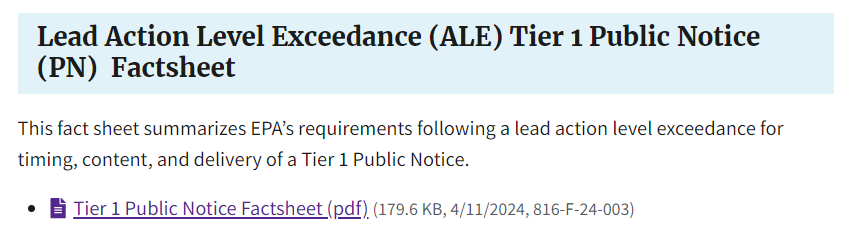 Lead Action Level Exceedance (ALE) Tier 1 Public Notice
(PN)  Factsheet
This fact sheet summarizes EPA’s requirements following a lead action level exceedance for
timing, content, and delivery of a Tier 1 Public Notice.
• Tier 1 Public Notice Factsheet (pdf) (179.6 KB, 4/11/2024, 816-F-24-003)